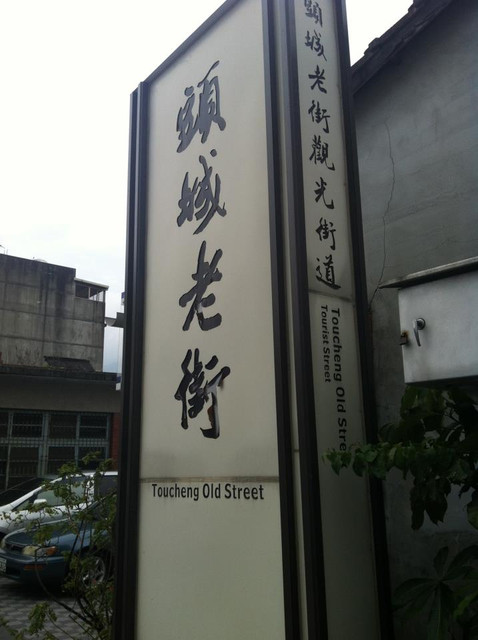 頭城老街
Toucheng Old Street
頭城老街觀光街道
Toucheng Old Stre
Tourist Street